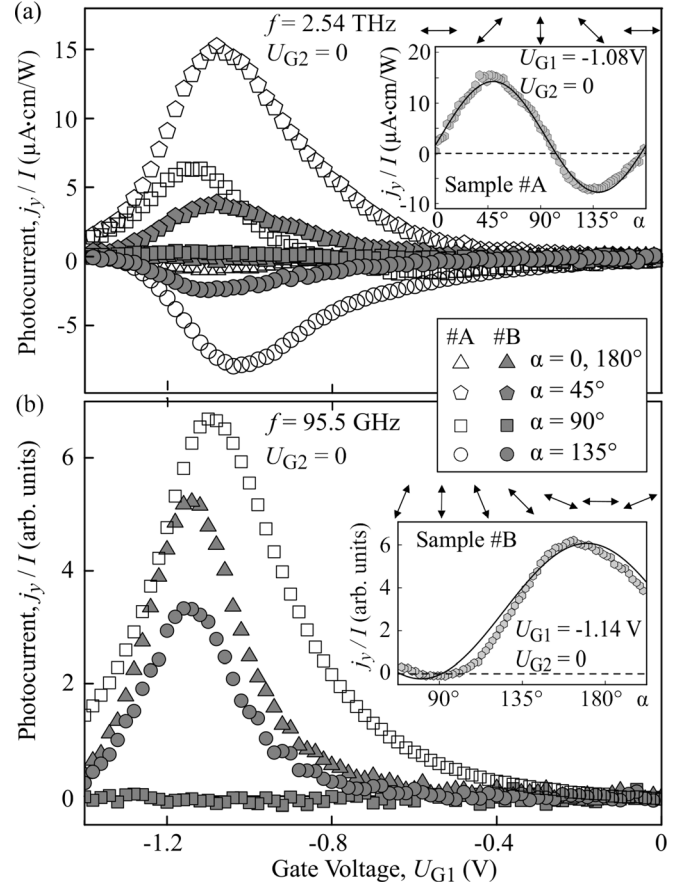 (a)
f = 2.54 THz
U_G2 = 0
Photocurrent, j_y / I (μA·cm/W)
15
10
5
0
-5
j_y / I (μA·cm/W)
20
15
10
0
-10
U_G1 = -1.08V
U_G2 = 0
Sample #A
0 45° 90° 135° α
#A #B
α = 0, 180°
α = 45°
α = 90°
α = 135°
(b)
f = 95.5 GHz
U_G2 = 0
Photocurrent, j_y / I (arb. units)
6
4
2
0
j_y / I (arb. units)
6
4
2
0
Sample #B
U_G1 = -1.14 V
U_G2 = 0
90° 135° 180° α
-1.2 -0.8 -0.4 0
Gate Voltage, U_G1 (V)